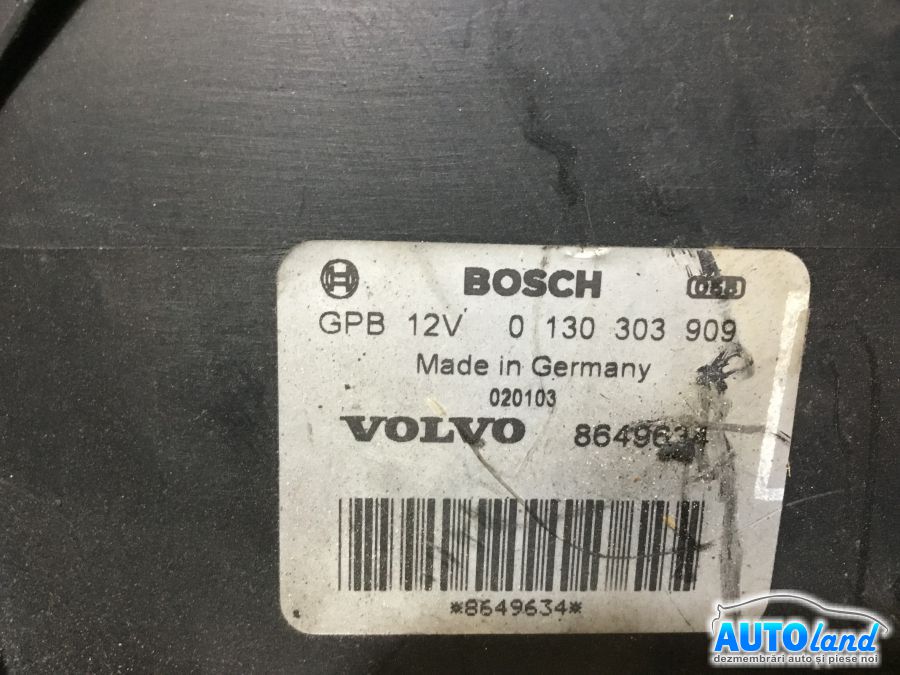 BOSCH
GPB 12V 0 130 303 909
Made in Germany
020103
VOLVO 8649634
*8649634*
AUTOland
dezmembrări auto și piese noi